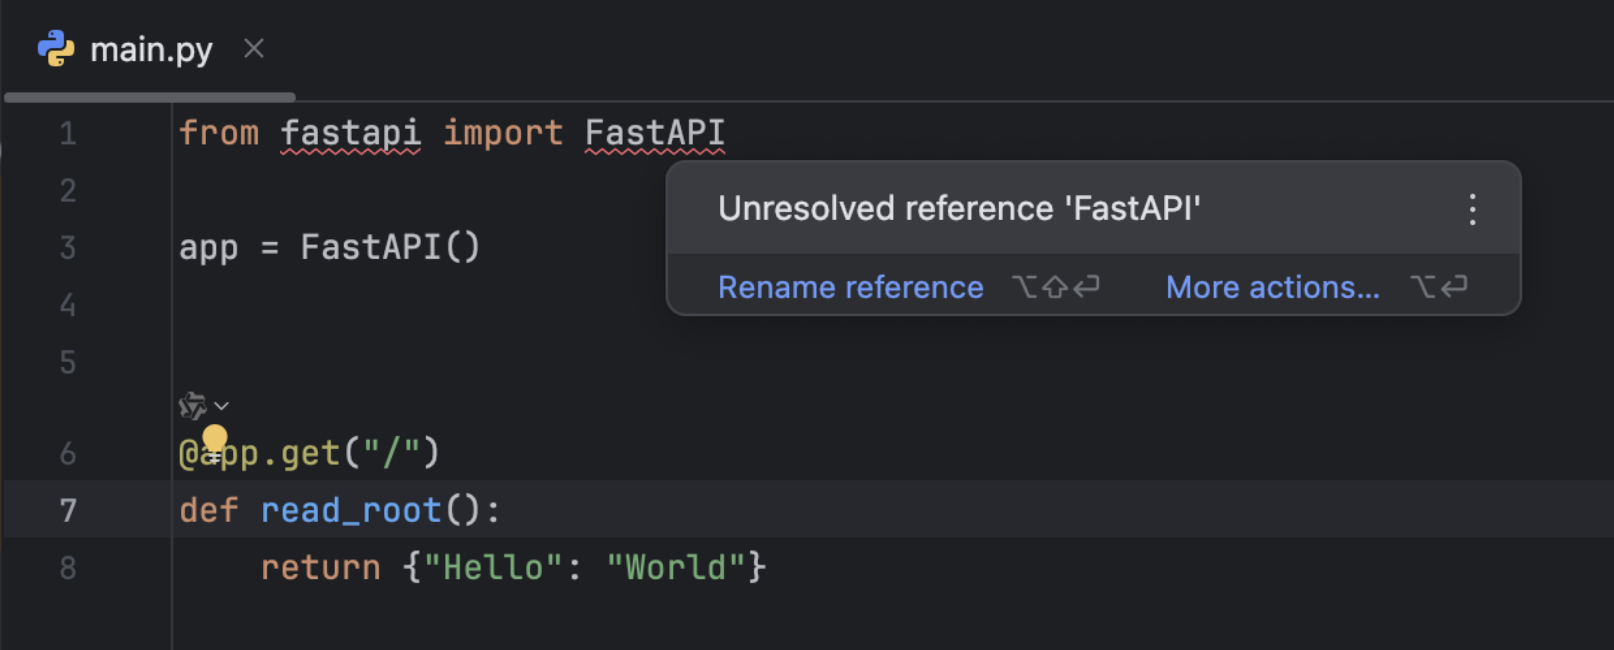 main.py
1 from fastapi import FastAPI
2
Unresolved reference 'FastAPI'
3 app = FastAPI()
Rename reference ⌥⇧⏎ More actions... ⌥⏎
4
5
6 @app.get("/")
7 def read_root():
8 return {"Hello": "World"}